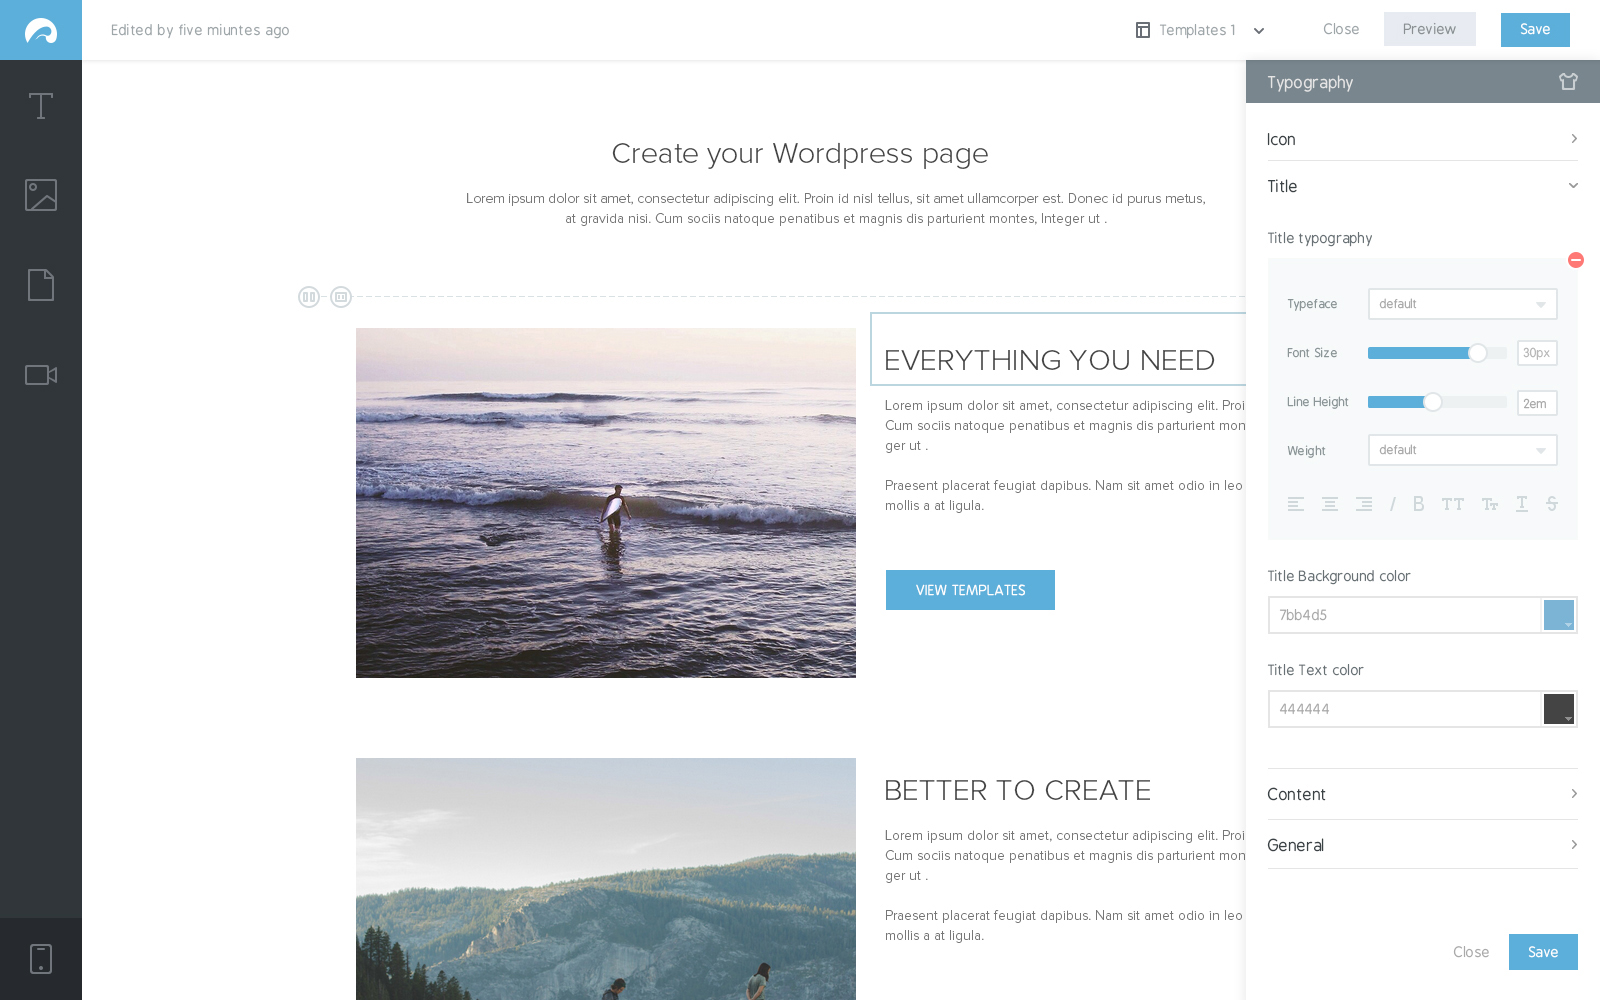 Edited by five miuntes ago
Templates 1
Close
Preview
Save
Create your Wordpress page
Lorem ipsum dolor sit amet, consectetur adipiscing elit. Proin id nisl tellus, sit amet ullamcorper est. Donec id purus metus,
at gravida nisi. Cum sociis natoque penatibus et magnis dis parturient montes, Integer ut .
EVERYTHING YOU NEED
Lorem ipsum dolor sit amet, consectetur adipiscing elit. Proi
Cum sociis natoque penatibus et magnis dis parturient mon
ger ut .
Praesent placerat feugiat dapibus. Nam sit amet odio in leo
mollis a at ligula.
VIEW TEMPLATES
BETTER TO CREATE
Lorem ipsum dolor sit amet, consectetur adipiscing elit. Proi
Cum sociis natoque penatibus et magnis dis parturient mon
ger ut .
Praesent placerat feugiat dapibus. Nam sit amet odio in leo
mollis a at ligula.
Typography
Icon
Title
Title typography
Typeface default
Font Size 30px
Line Height 2em
Weight default
Title Background color
7bb4d5
Title Text color
444444
Content
General
Close
Save